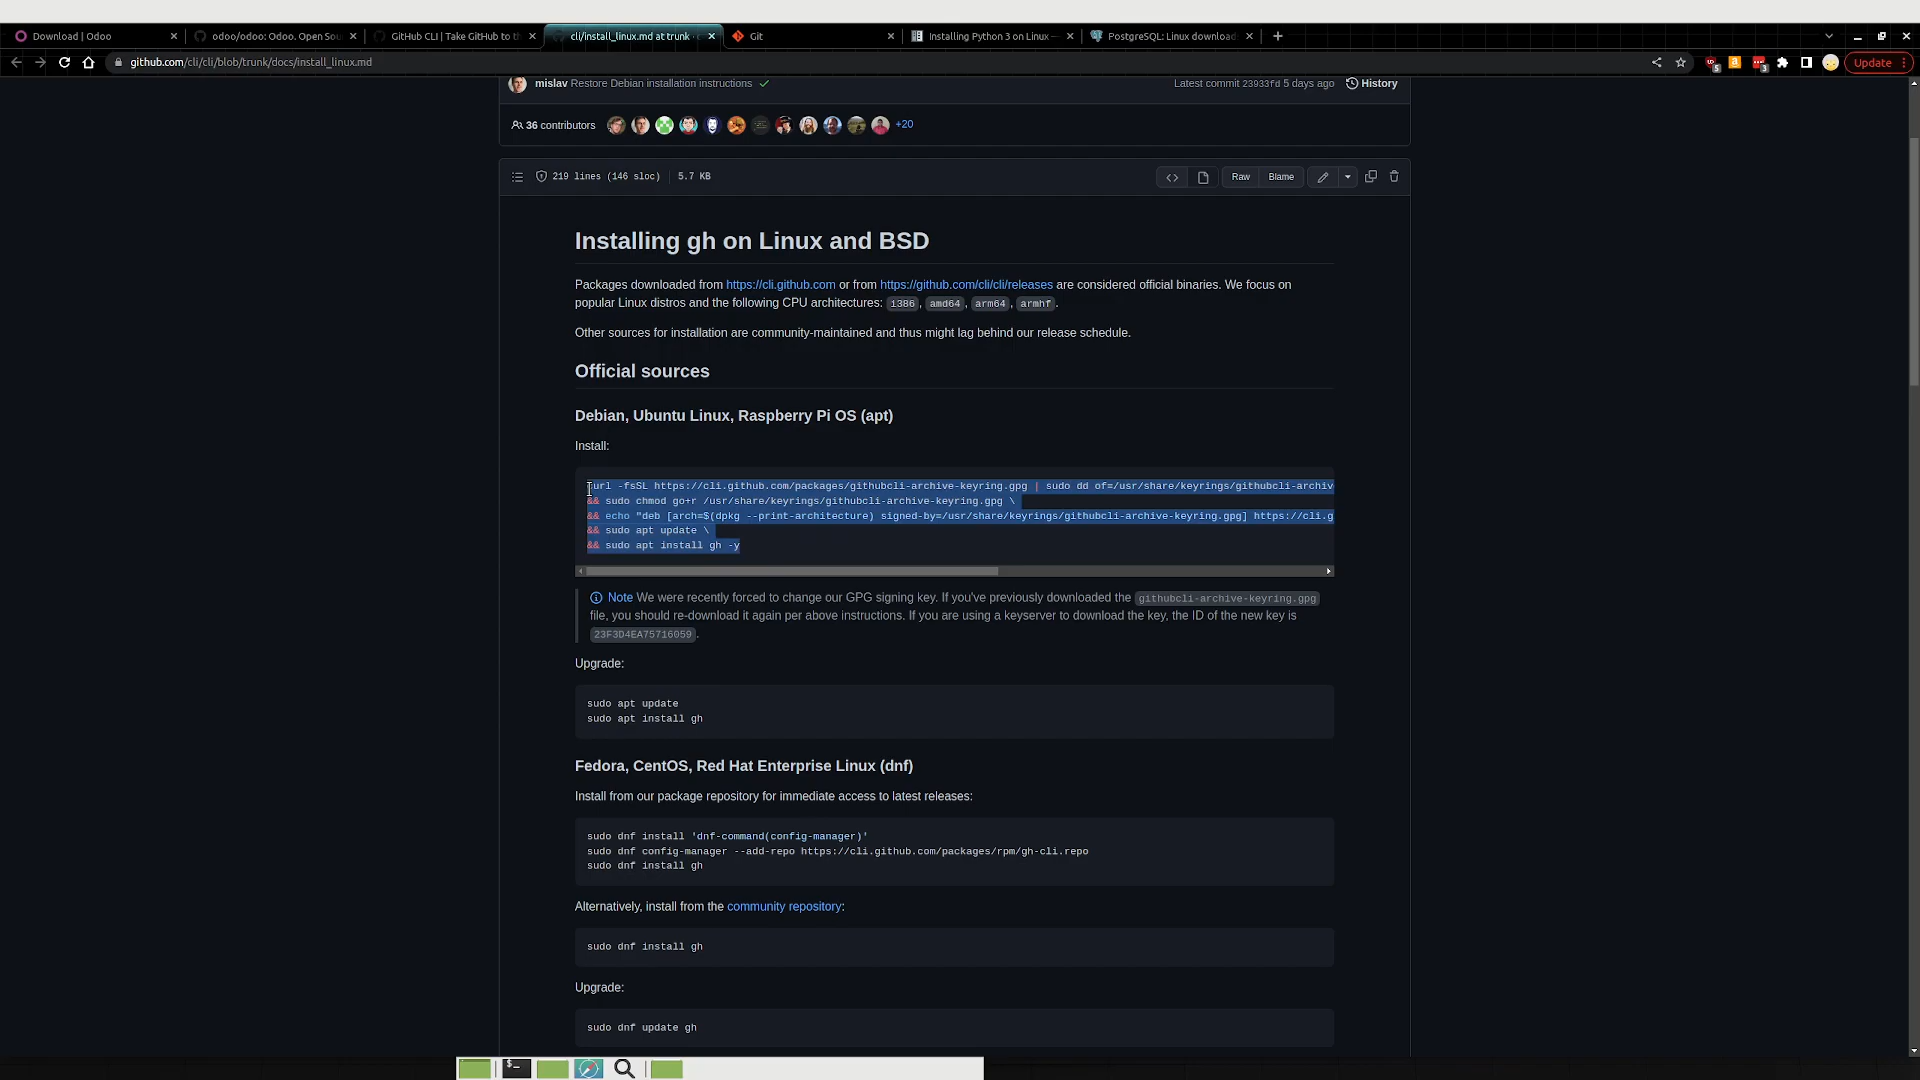 Download | Odoo
odoo/odoo: Odoo. Open Sou
GitHub CLI | Take GitHub to th
cli/install_linux.md at trunk ·
Git
Installing Python 3 on Linux —
PostgreSQL: Linux download
github.com/cli/cli/blob/trunk/docs/install_linux.md
5
3
Update
mislav Restore Debian installation instructions
Latest commit 23933fd 5 days ago
History
36 contributors
+20
219 lines (146 sloc)
5.7 KB
Raw
Blame
Installing gh on Linux and BSD
Packages downloaded from https://cli.github.com or from https://github.com/cli/cli/releases are considered official binaries. We focus on
popular Linux distros and the following CPU architectures: i386, amd64, arm64, armhf.
Other sources for installation are community-maintained and thus might lag behind our release schedule.
Official sources
Debian, Ubuntu Linux, Raspberry Pi OS (apt)
Install:
curl -fsSL https://cli.github.com/packages/githubcli-archive-keyring.gpg | sudo dd of=/usr/share/keyrings/githubcli-archiv
&& sudo chmod go+r /usr/share/keyrings/githubcli-archive-keyring.gpg \
&& echo "deb [arch=$(dpkg --print-architecture) signed-by=/usr/share/keyrings/githubcli-archive-keyring.gpg] https://cli.g
&& sudo apt update \
&& sudo apt install gh -y
Note We were recently forced to change our GPG signing key. If you've previously downloaded the githubcli-archive-keyring.gpg
file, you should re-download it again per above instructions. If you are using a keyserver to download the key, the ID of the new key is
23F3D4EA75716059.
Upgrade:
sudo apt update
sudo apt install gh
Fedora, CentOS, Red Hat Enterprise Linux (dnf)
Install from our package repository for immediate access to latest releases:
sudo dnf install 'dnf-command(config-manager)'
sudo dnf config-manager --add-repo https://cli.github.com/packages/rpm/gh-cli.repo
sudo dnf install gh
Alternatively, install from the community repository:
sudo dnf install gh
Upgrade:
sudo dnf update gh